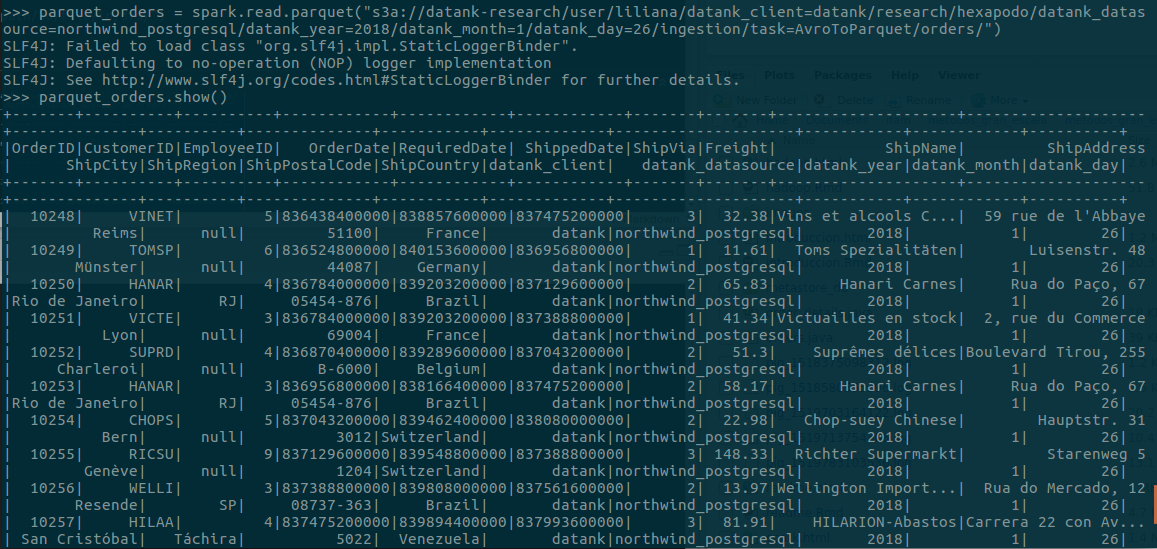 >>> parquet_orders = spark.read.parquet("s3a://datank-research/user/liliana/datank_client=datank/research/hexapodo/datank_datas
ource=northwind_postgresql/datank_year=2018/datank_month=1/datank_day=26/ingestion/task=AvroToParquet/orders/")
SLF4J: Failed to load class "org.slf4j.impl.StaticLoggerBinder".
SLF4J: Defaulting to no-operation (NOP) logger implementation
SLF4J: See http://www.slf4j.org/codes.html#StaticLoggerBinder for further details.
Plots Packages Help Viewer
New Folder Delete Rename More
>>> parquet_orders.show()
+-------+----------+----------+------------+------------+------------+-------+-------+--------------------+--------------------
+--------------+----------+--------------+-----------+-------------+--------------------+-----------+------------+----------+
|OrderID|CustomerID|EmployeeID| OrderDate|RequiredDate| ShippedDate|ShipVia|Freight| ShipName| ShipAddress
| ShipCity|ShipRegion|ShipPostalCode|ShipCountry|datank_client| datank_datasource|datank_year|datank_month|datank_day|
+-------+----------+----------+------------+------------+------------+-------+-------+--------------------+--------------------
+--------------+----------+--------------+-----------+-------------+--------------------+-----------+------------+----------+
| 10248| VINET| 5|836438400000|838857600000|837475200000| 3| 32.38|Vins et alcools C...| 59 rue de l'Abbaye
| Reims| null| 51100| France| datank|northwind_postgresql| 2018| 1| 26|
| 10249| TOMSP| 6|836524800000|840153600000|836956800000| 1| 11.61| Toms Spezialitäten| Luisenstr. 48
| Münster| null| 44087| Germany| datank|northwind_postgresql| 2018| 1| 26|
| 10250| HANAR| 4|836784000000|839203200000|837129600000| 2| 65.83| Hanari Carnes| Rua do Paço, 67
|Rio de Janeiro| RJ| 05454-876| Brazil| datank|northwind_postgresql| 2018| 1| 26|
| 10251| VICTE| 3|836784000000|839203200000|837388800000| 1| 41.34|Victuailles en stock| 2, rue du Commerce
| Lyon| null| 69004| France| datank|northwind_postgresql| 2018| 1| 26|
| 10252| SUPRD| 4|836870400000|839289600000|837043200000| 2| 51.3| Suprêmes délices|Boulevard Tirou, 255
| Charleroi| null| B-6000| Belgium| datank|northwind_postgresql| 2018| 1| 26|
| 10253| HANAR| 3|836956800000|838166400000|837475200000| 2| 58.17| Hanari Carnes| Rua do Paço, 67
|Rio de Janeiro| RJ| 05454-876| Brazil| datank|northwind_postgresql| 2018| 1| 26|
| 10254| CHOPS| 5|837043200000|839462400000|838080000000| 2| 22.98| Chop-suey Chinese| Hauptstr. 31
| Bern| null| 3012|Switzerland| datank|northwind_postgresql| 2018| 1| 26|
| 10255| RICSU| 9|837129600000|839548800000|837388800000| 3| 148.33| Richter Supermarkt| Starenweg 5
| Genève| null| 1204|Switzerland| datank|northwind_postgresql| 2018| 1| 26|
| 10256| WELLI| 3|837388800000|839808000000|837561600000| 2| 13.97|Wellington Import...| Rua do Mercado, 12
| Resende| SP| 08737-363| Brazil| datank|northwind_postgresql| 2018| 1| 26|
| 10257| HILAA| 4|837475200000|839894400000|837993600000| 3| 81.91| HILARION-Abastos|Carrera 22 con Av...
| San Cristóbal| Táchira| 5022| Venezuela| datank|northwind_postgresql| 2018| 1| 26|